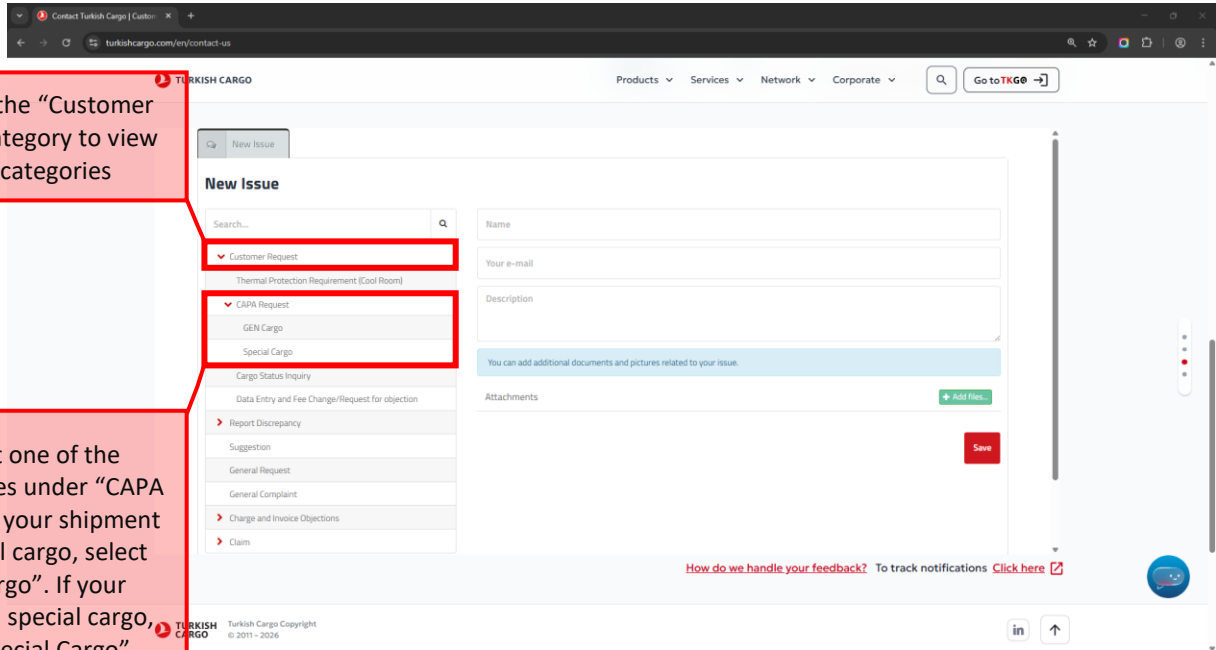 Contact Turkish Cargo | Custom
turkishcargo.com/en/contact-us
TURKISH CARGO
Products
Services
Network
Corporate
Go to TKGO
the “Customer
ategory to view
categories
New Issue
New Issue
Search...
Customer Request
Thermal Protection Requirement (Cool Room)
CAPA Request
GEN Cargo
Special Cargo
Cargo Status Inquiry
Data Entry and Fee Change/Request for objection
Report Discrepancy
Suggestion
General Request
General Complaint
Charge and Invoice Objections
Claim
Name
Your e-mail
Description
You can add additional documents and pictures related to your issue.
Attachments
Add files...
Save
t one of the
es under “CAPA
your shipment
l cargo, select
rgo”. If your
special cargo,
ecial Cargo”
How do we handle your feedback? To track notifications Click here
TURKISH
CARGO
Turkish Cargo Copyright
© 2011 – 2026
in